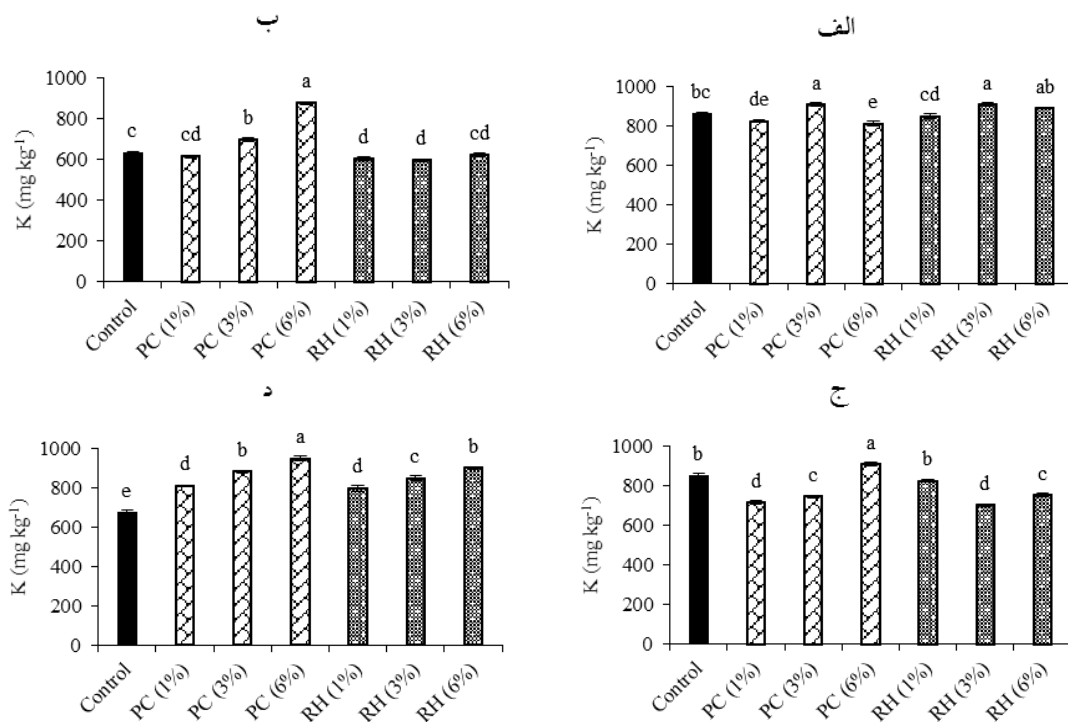 الف
K (mg kg-1)
1000
800
600
400
200
0
bc
de
a
e
cd
a
ab
Control
PC (1%)
PC (3%)
PC (6%)
RH (1%)
RH (3%)
RH (6%)
ب
K (mg kg-1)
1000
800
600
400
200
0
c
cd
b
a
d
d
cd
Control
PC (1%)
PC (3%)
PC (6%)
RH (1%)
RH (3%)
RH (6%)
ج
K (mg kg-1)
1000
800
600
400
200
0
b
d
c
a
b
d
c
Control
PC (1%)
PC (3%)
PC (6%)
RH (1%)
RH (3%)
RH (6%)
د
K (mg kg-1)
1000
800
600
400
200
0
e
d
b
a
d
c
b
Control
PC (1%)
PC (3%)
PC (6%)
RH (1%)
RH (3%)
RH (6%)